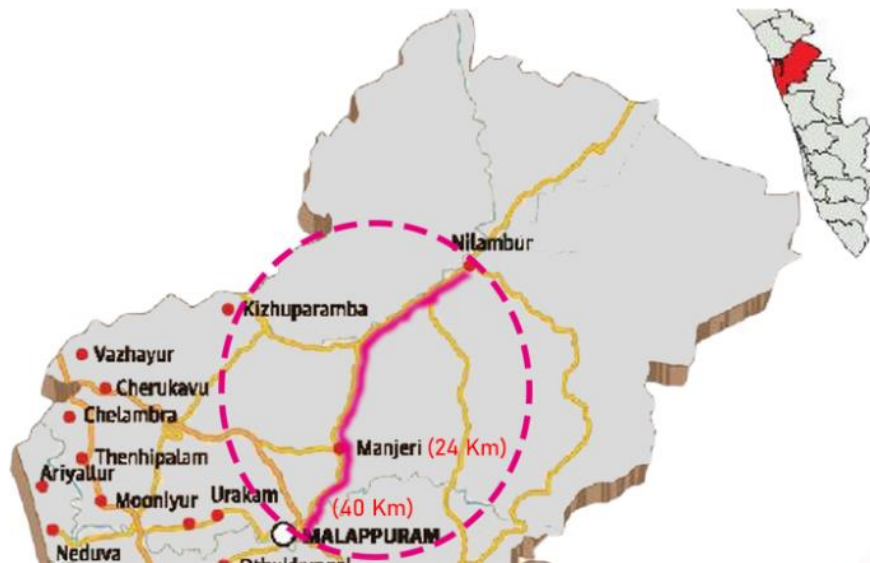 Nilambur
Kizhuparamba
Vazhayur
Cherukavu
Chelambra
Manjeri (24 Km)
Thenhipalam
Ariyallur
Moonlyur
Urakam
(40 Km)
MALAPPURAM
Neduva